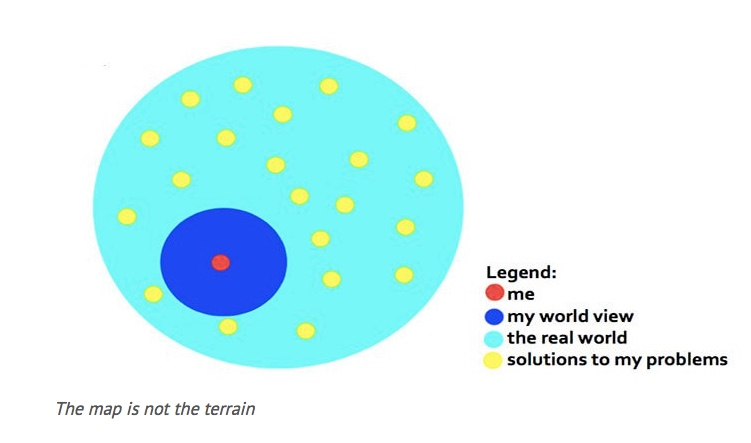 Legend:
me
my world view
the real world
solutions to my problems
The map is not the terrain